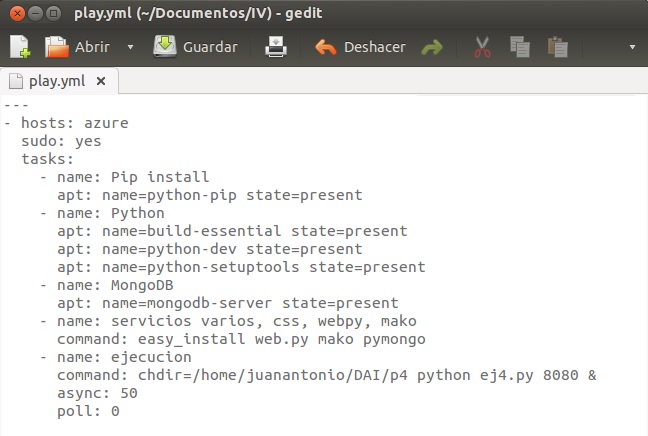 play.yml (~/Documentos/IV) - gedit
Abrir Guardar Deshacer
play.yml
---
- hosts: azure
  sudo: yes
  tasks:
    - name: Pip install
      apt: name=python-pip state=present
    - name: Python
      apt: name=build-essential state=present
      apt: name=python-dev state=present
      apt: name=python-setuptools state=present
    - name: MongoDB
      apt: name=mongodb-server state=present
    - name: servicios varios, css, webpy, mako
      command: easy_install web.py mako pymongo
    - name: ejecucion
      command: chdir=/home/juanantonio/DAI/p4 python ej4.py 8080 &
      async: 50
      poll: 0